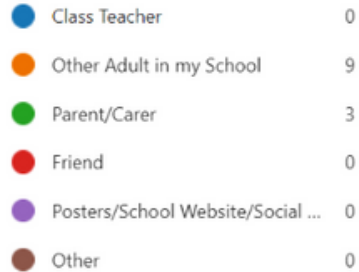 Class Teacher 0
Other Adult in my School 9
Parent/Carer 3
Friend 0
Posters/School Website/Social ... 0
Other 0